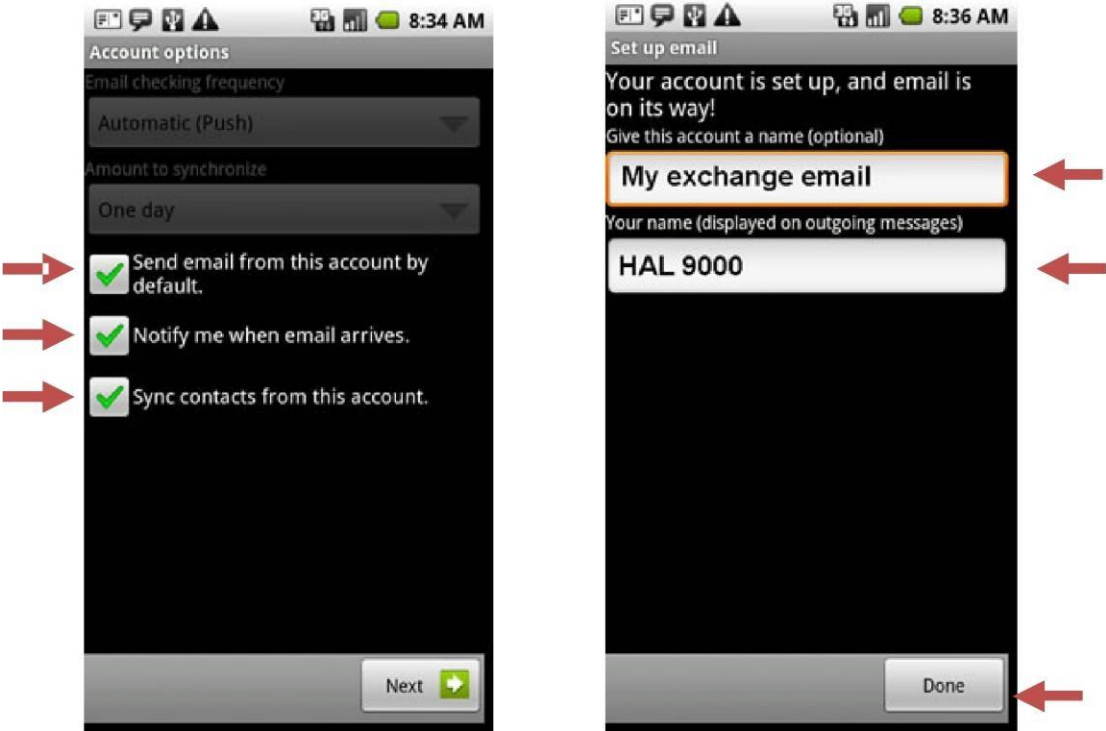 8:34 AM
Account options
Email checking frequency
Automatic (Push)
Amount to synchronize
One day
Send email from this account by
default.
Notify me when email arrives.
Sync contacts from this account.
Next
8:36 AM
Set up email
Your account is set up, and email is
on its way!
Give this account a name (optional)
My exchange email
Your name (displayed on outgoing messages)
HAL 9000
Done